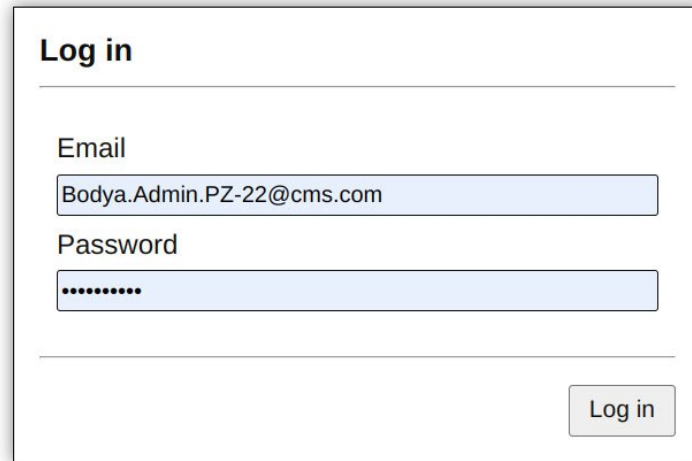 Log in
Email
Bodya.Admin.PZ-22@cms.com
Password
••••••••••
Log in